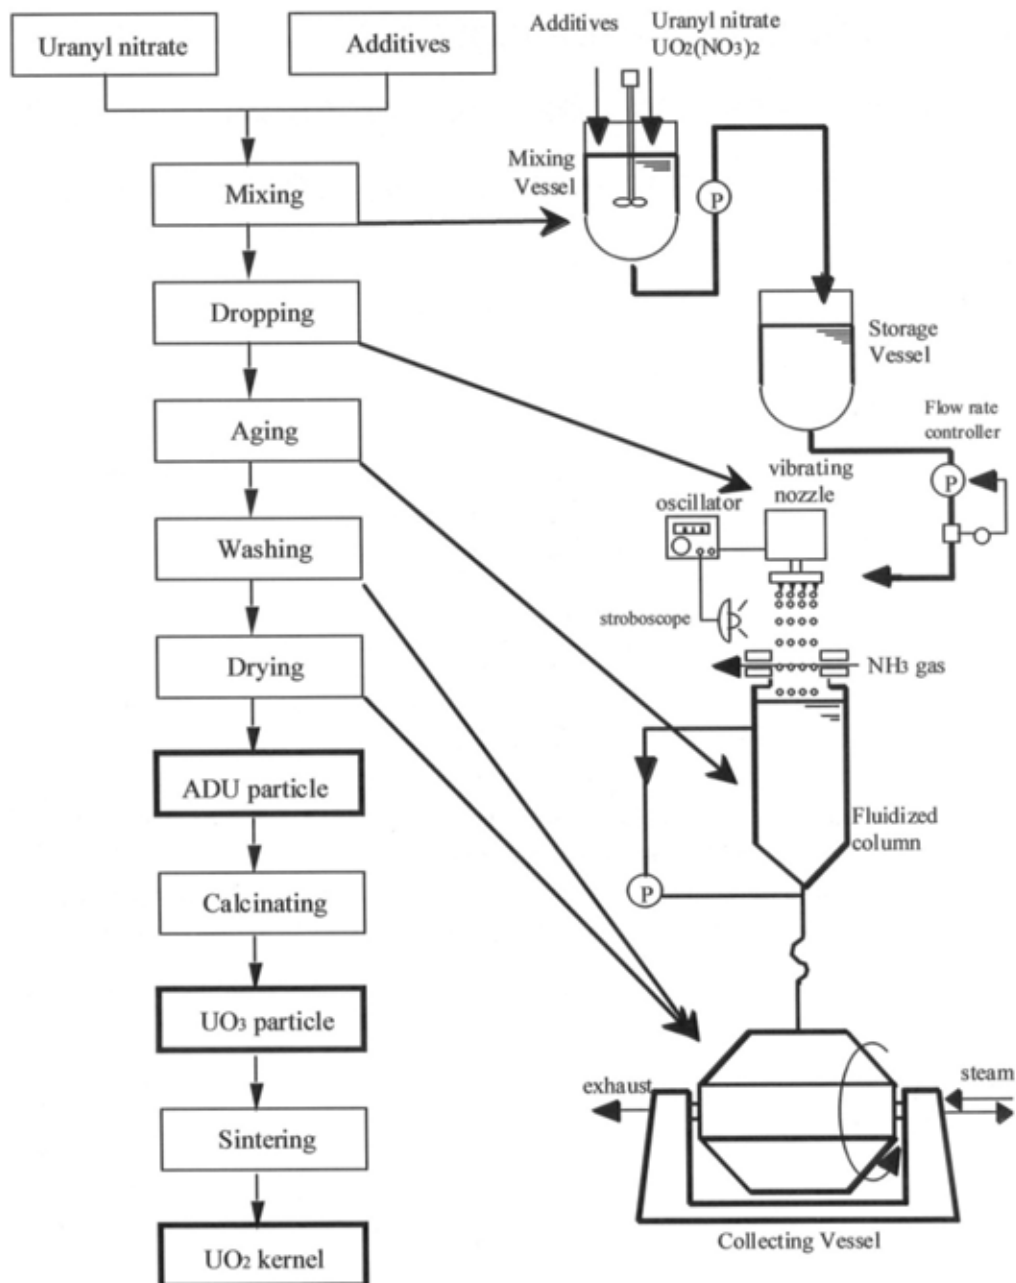 Uranyl nitrate
Additives
Mixing
Dropping
Aging
Washing
Drying
ADU particle
Calcinating
UO3 particle
Sintering
UO2 kernel
Additives
Uranyl nitrate
UO2(NO3)2
Mixing
Vessel
P
Storage
Vessel
Flow rate
controller
P
vibrating
nozzle
oscillator
stroboscope
NH3 gas
Fluidized
column
P
exhaust
steam
Collecting Vessel